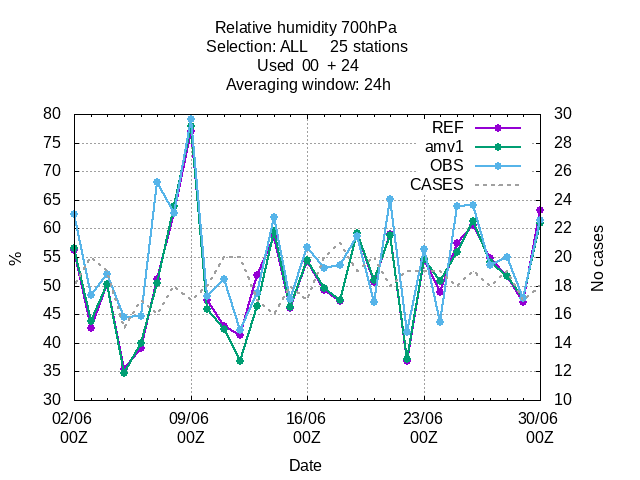 Relative humidity 700hPa
Selection: ALL     25 stations
Used  00  + 24
Averaging window: 24h
REF
amv1
OBS
CASES
80
75
70
65
60
55
50
45
40
35
30
%
30
28
26
24
22
20
18
16
14
12
10
No cases
02/06 09/06 16/06 23/06 30/06
00Z 00Z 00Z 00Z 00Z
Date